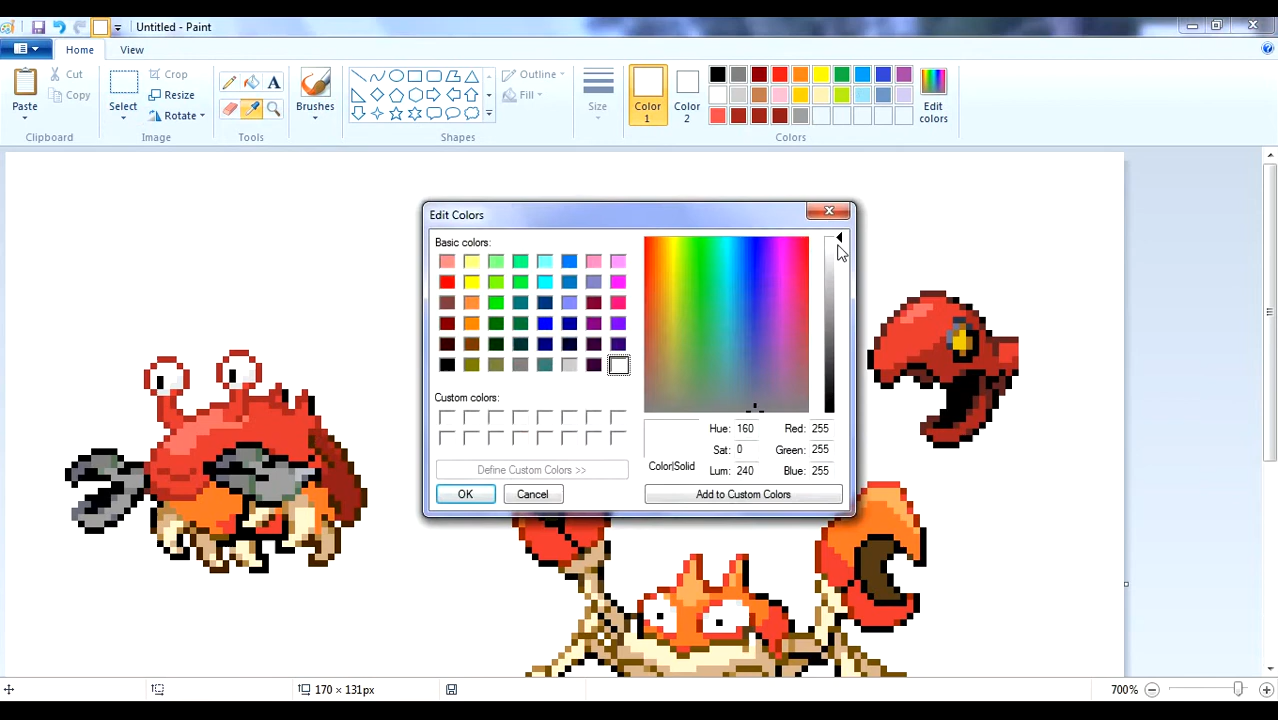 Untitled - Paint
Home View
Paste
Cut
Copy
Clipboard
Select
Crop
Resize
Rotate
Image
A
Tools
Brushes
Outline
Fill
Shapes
Size
Color 1
Color 2
Edit colors
Colors
Edit Colors
Basic colors:
Custom colors:
Define Custom Colors >>
OK Cancel
Color|Solid
Hue: 160 Red: 255
Sat: 0 Green: 255
Lum: 240 Blue: 255
Add to Custom Colors
170 × 131px
700%